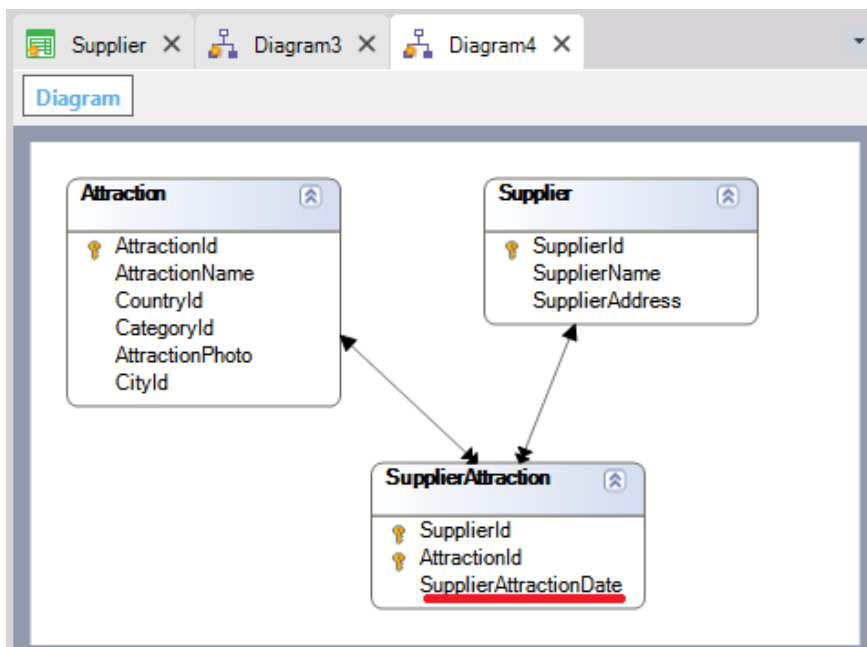 Supplier
Diagram3
Diagram4
Diagram
Attraction
AttractionId
AttractionName
CountryId
CategoryId
AttractionPhoto
CityId
Supplier
SupplierId
SupplierName
SupplierAddress
SupplierAttraction
SupplierId
AttractionId
SupplierAttractionDate